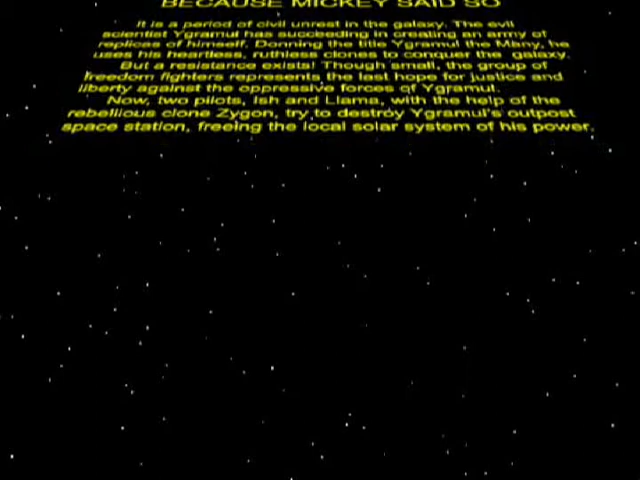 BECAUSE MICKEY SAID SO
It is a period of civil unrest in the galaxy. The evil
scientist Ygramul has succeeding in creating an army of
replicas of himself. Donning the title Ygramul the Many, he
uses his heartless, ruthless clones to conquer the galaxy.
But a resistance exists! Though small, the group of
freedom fighters represents the last hope for justice and
liberty against the oppressive forces of Ygramul.
Now, two pilots, Ish and Llama, with the help of the
rebellious clone Zygon, try to destroy Ygramul's outpost
space station, freeing the local solar system of his power.